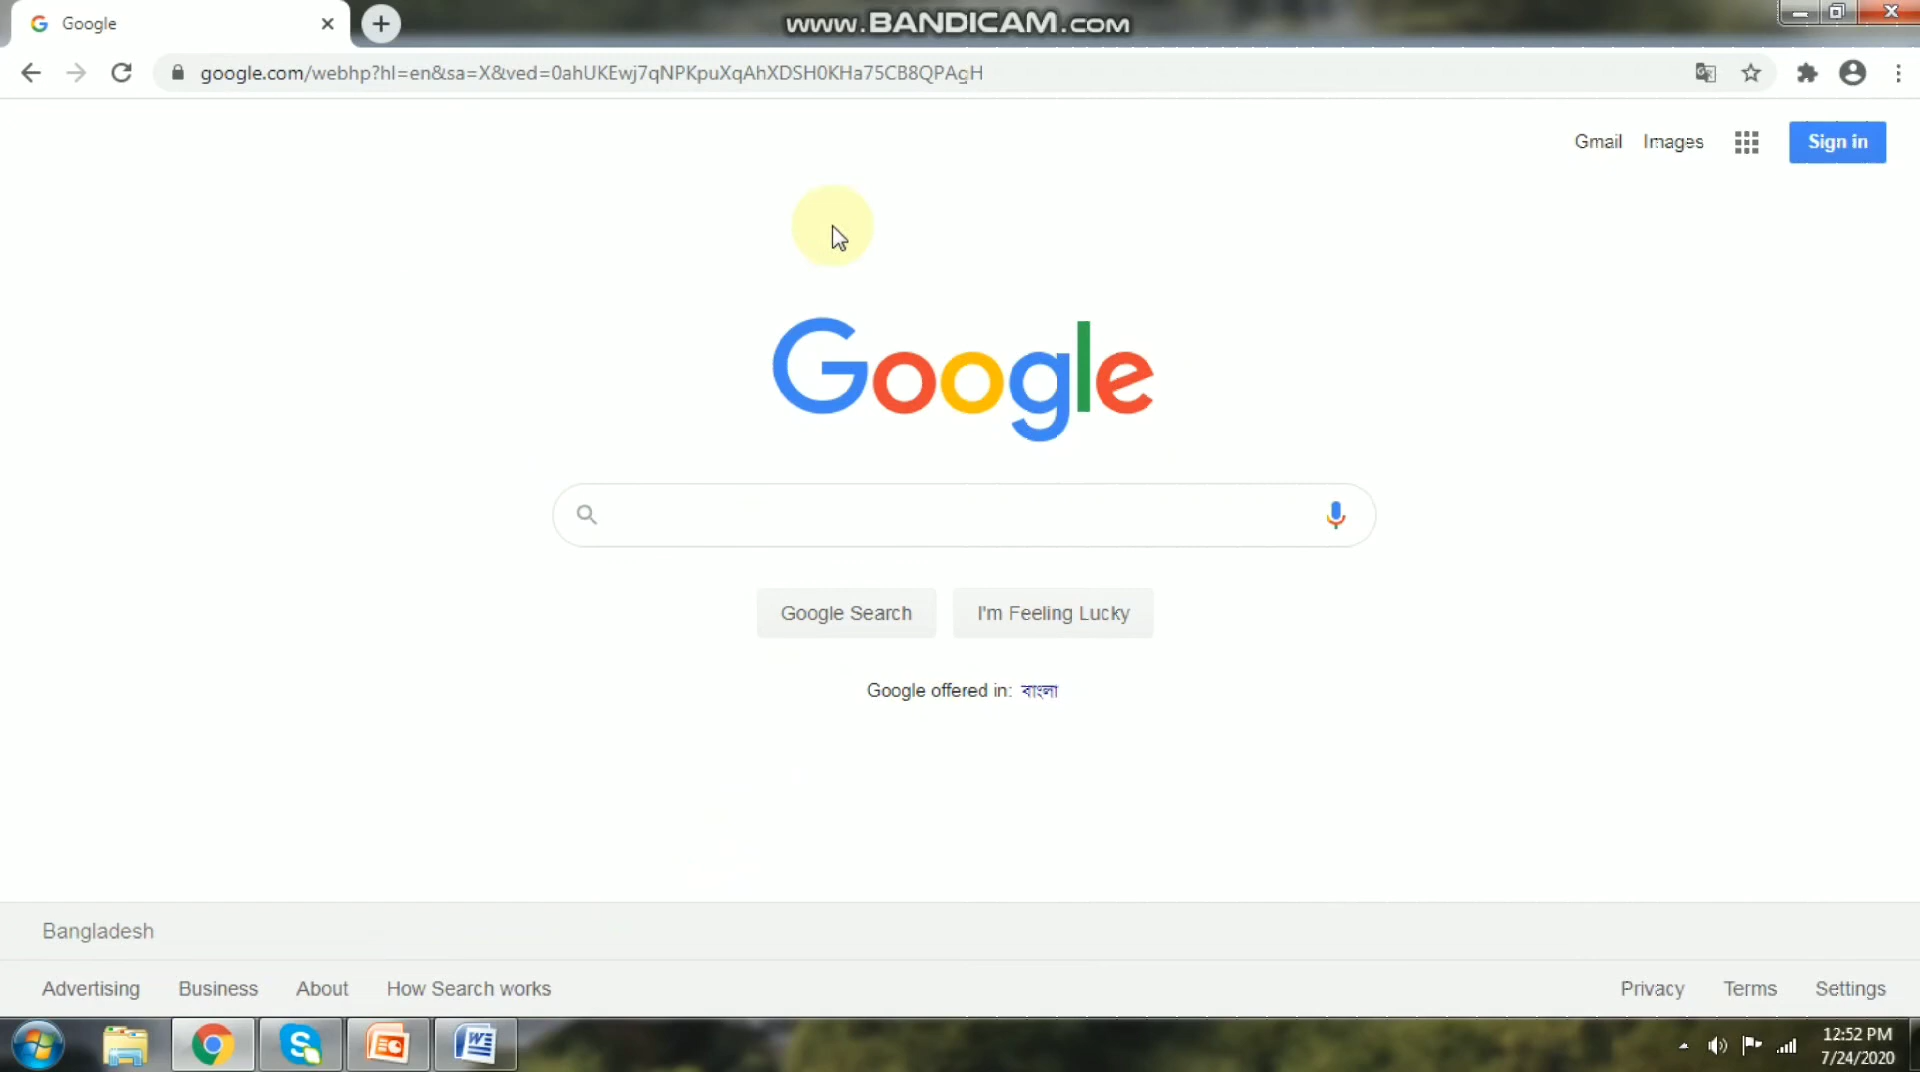 Google
www.BANDICAM.com
google.com/webhp?hl=en&sa=X&ved=0ahUKEwj7qNPKpuXqAhXDSH0KHa75CB8QPAgH
Gmail Images Sign in
Google
Google Search I'm Feeling Lucky
Google offered in: বাংলা
Bangladesh
Advertising Business About How Search works Privacy Terms Settings
12:52 PM
7/24/2020